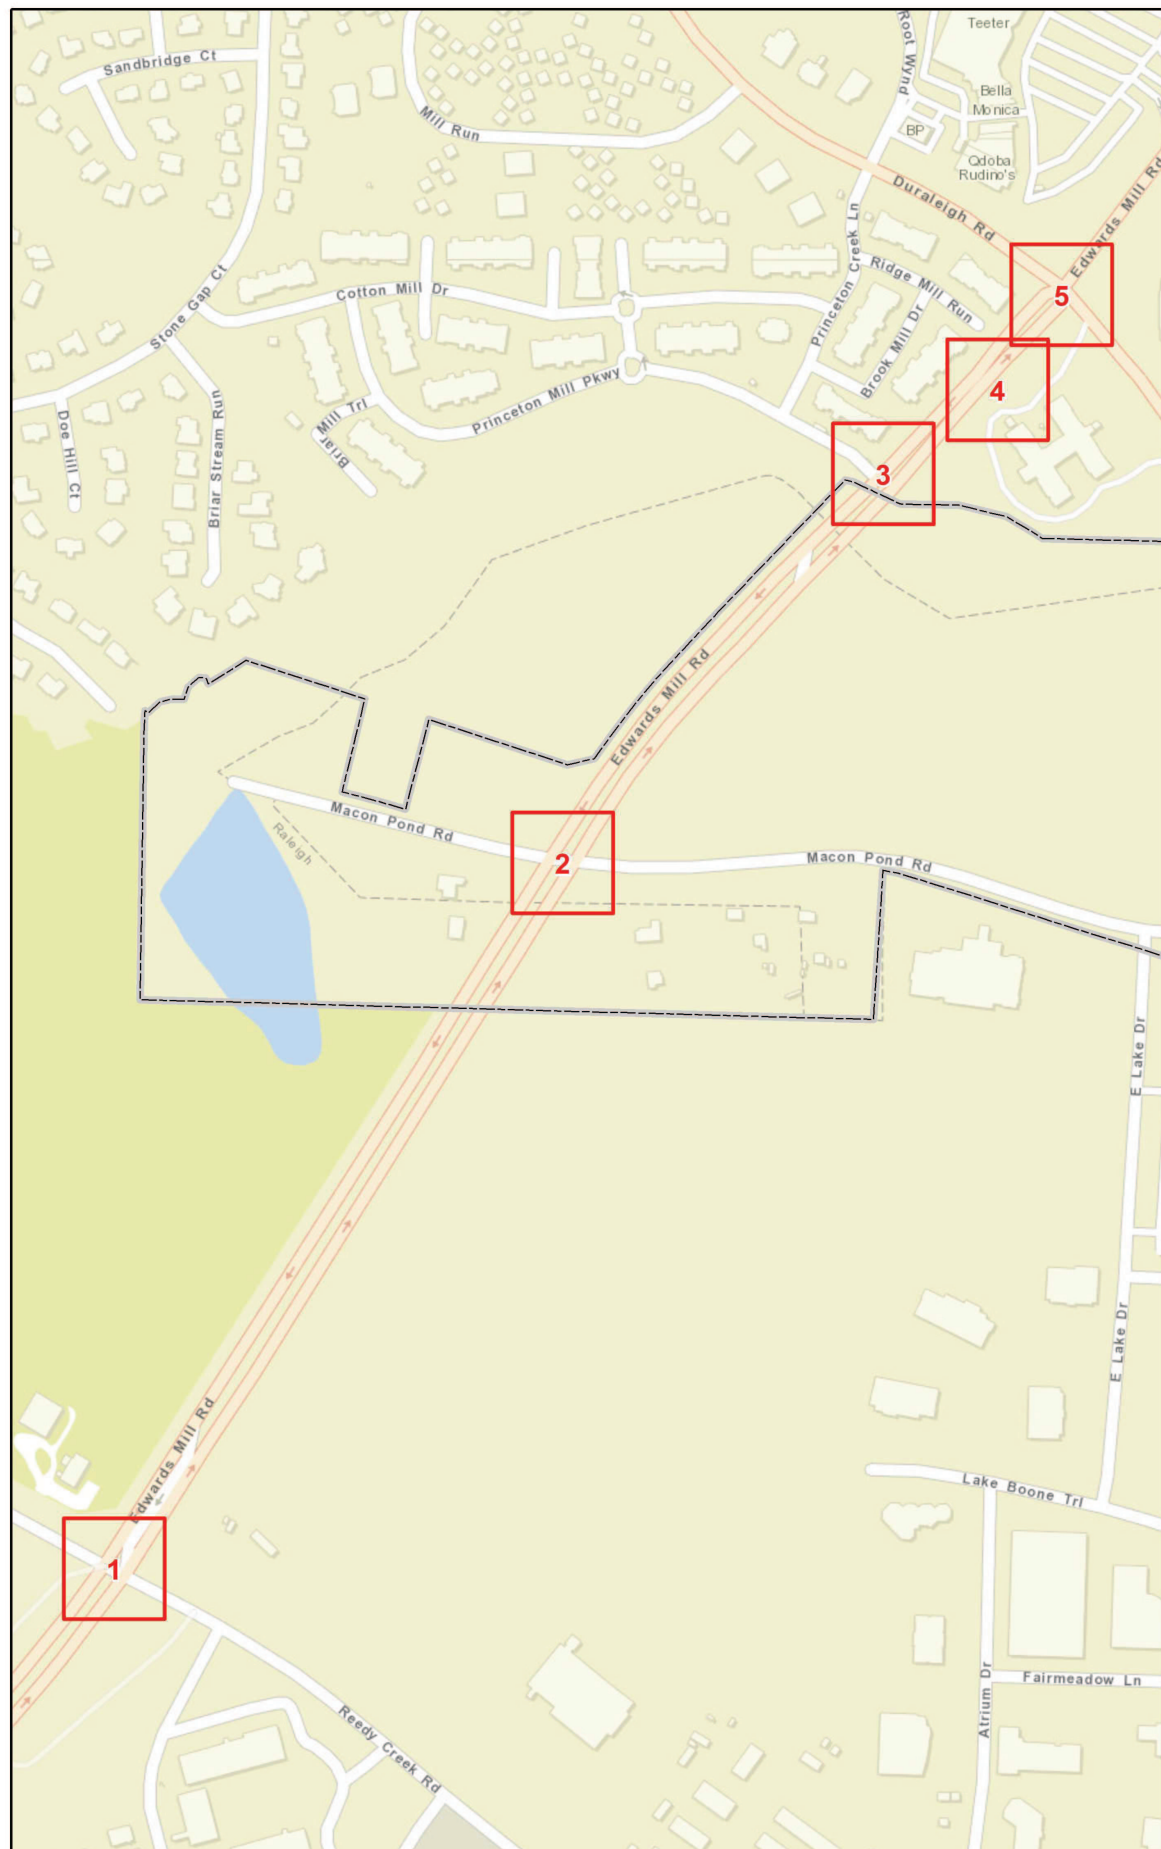 Teeter
Sandbridge Ct
Root Wynd
Bella
Monica
Mill Run
BP
Qdoba
Rudino's
Edwards Mill Rd
Duraleigh Rd
Princeton Creek Ln
Ridge Mill Run
5
Stone Gap Ct
Cotton Mill Dr
Brook Mill Dr
4
Princeton Mill Pkwy
Briar Mill Trl
Doe Hill Ct
Briar Stream Run
3
Edwards Mill Rd
Macon Pond Rd
Raleigh
2
Macon Pond Rd
E Lake Dr
E Lake Dr
Edwards Mill Rd
Lake Boone Trl
1
Reedy Creek Rd
Atrium Dr
Fairmeadow Ln